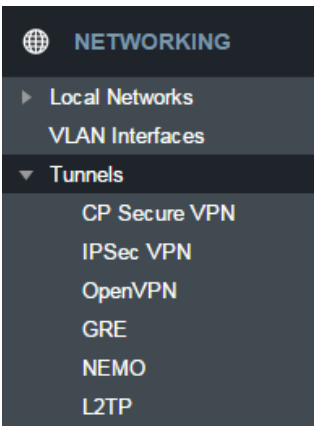 NETWORKING
Local Networks
VLAN Interfaces
Tunnels
CP Secure VPN
IPSec VPN
OpenVPN
GRE
NEMO
L2TP